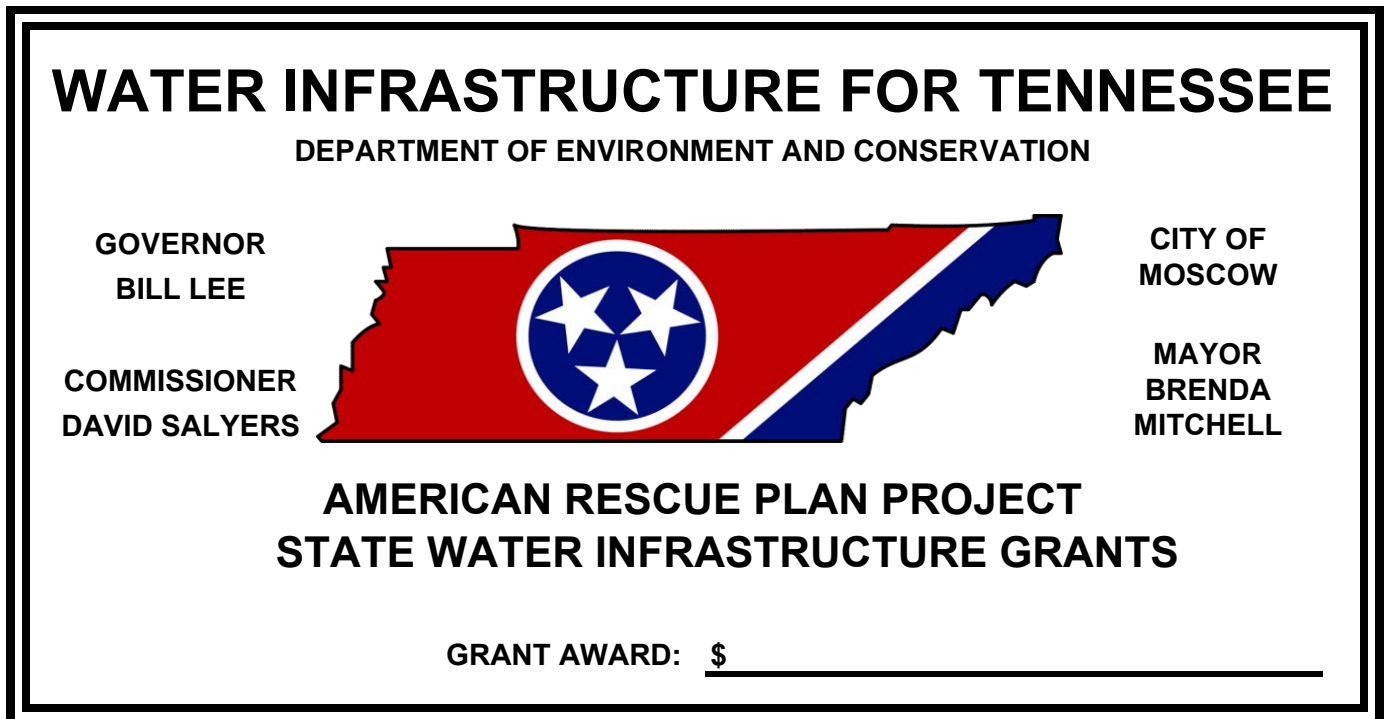 WATER INFRASTRUCTURE FOR TENNESSEE
DEPARTMENT OF ENVIRONMENT AND CONSERVATION
GOVERNOR
BILL LEE
COMMISSIONER
DAVID SALYERS
CITY OF
MOSCOW
MAYOR
BRENDA
MITCHELL
AMERICAN RESCUE PLAN PROJECT
STATE WATER INFRASTRUCTURE GRANTS
GRANT AWARD: $